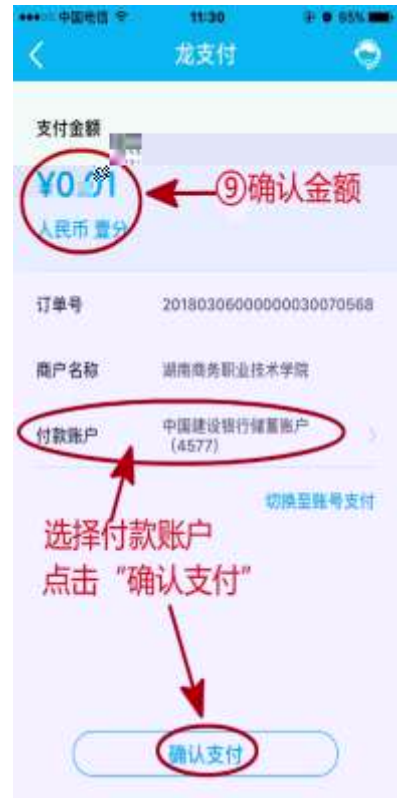 中国电信 11:30 65%
龙支付
支付金额
¥0.01
⑨确认金额
人民币 壹分
订单号 20180306000000030070568
商户名称 湖南商务职业技术学院
付款账户 中国建设银行储蓄账户
(4577)
切换至账号支付
选择付款账户
点击“确认支付”
确认支付